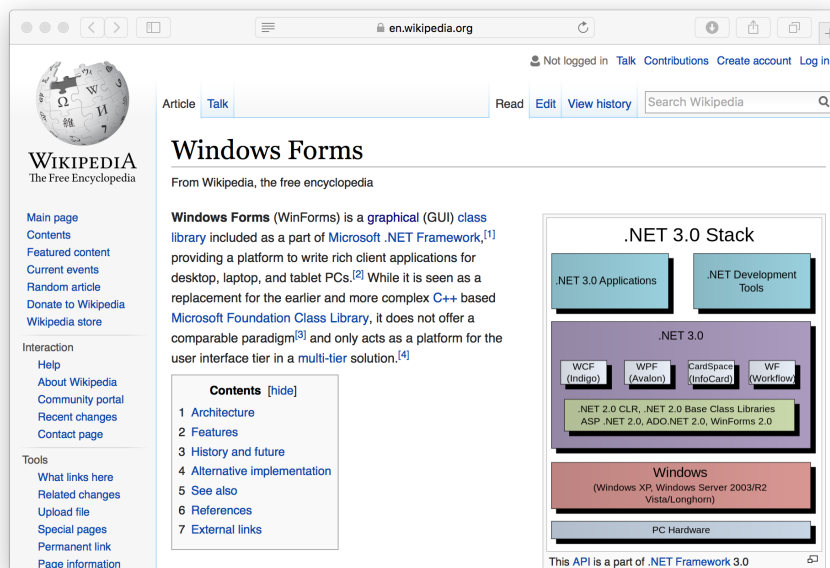 en.wikipedia.org
Not logged in Talk Contributions Create account Log in
Article Talk Read Edit View history Search Wikipedia
Ω W И 維 7
WIKIPEDIA
The Free Encyclopedia
Main page
Contents
Featured content
Current events
Random article
Donate to Wikipedia
Wikipedia store
Interaction
Help
About Wikipedia
Community portal
Recent changes
Contact page
Tools
What links here
Related changes
Upload file
Special pages
Permanent link
Page information
Windows Forms
From Wikipedia, the free encyclopedia
Windows Forms (WinForms) is a graphical (GUI) class
library included as a part of Microsoft .NET Framework,[1]
providing a platform to write rich client applications for
desktop, laptop, and tablet PCs.[2] While it is seen as a
replacement for the earlier and more complex C++ based
Microsoft Foundation Class Library, it does not offer a
comparable paradigm[3] and only acts as a platform for the
user interface tier in a multi-tier solution.[4]
Contents [hide]
1 Architecture
2 Features
3 History and future
4 Alternative implementation
5 See also
6 References
7 External links
.NET 3.0 Stack
.NET 3.0 Applications
.NET Development
Tools
.NET 3.0
WCF
(Indigo)
WPF
(Avalon)
CardSpace
(InfoCard)
WF
(Workflow)
.NET 2.0 CLR, .NET 2.0 Base Class Libraries
ASP .NET 2.0, ADO.NET 2.0, WinForms 2.0
Windows
(Windows XP, Windows Server 2003/R2
Vista/Longhorn)
PC Hardware
This API is a part of .NET Framework 3.0